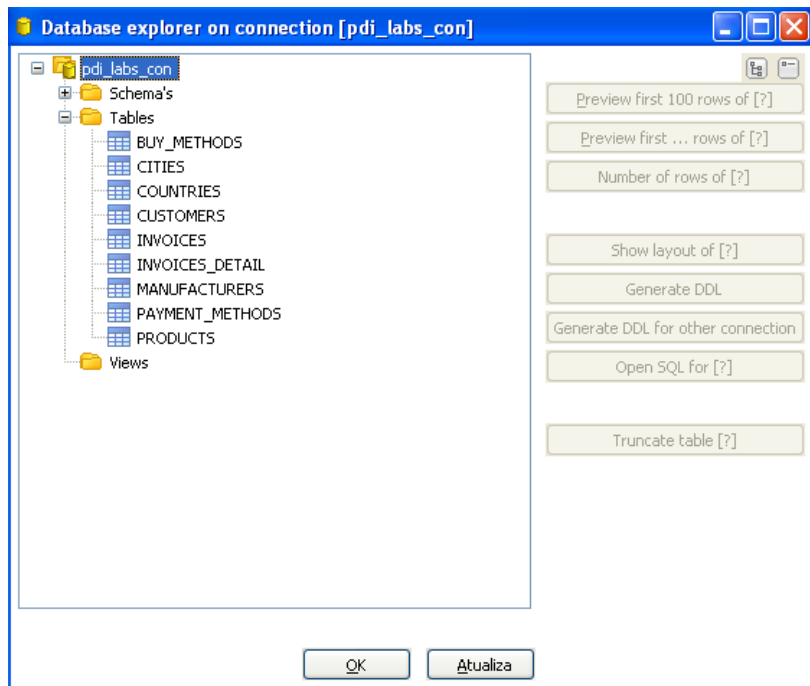 Database explorer on connection [pdi_labs_con]
pdi_labs_con
Schema's
Tables
BUY_METHODS
CITIES
COUNTRIES
CUSTOMERS
INVOICES
INVOICES_DETAIL
MANUFACTURERS
PAYMENT_METHODS
PRODUCTS
Views
Preview first 100 rows of [?]
Preview first ... rows of [?]
Number of rows of [?]
Show layout of [?]
Generate DDL
Generate DDL for other connection
Open SQL for [?]
Truncate table [?]
OK
Atualiza